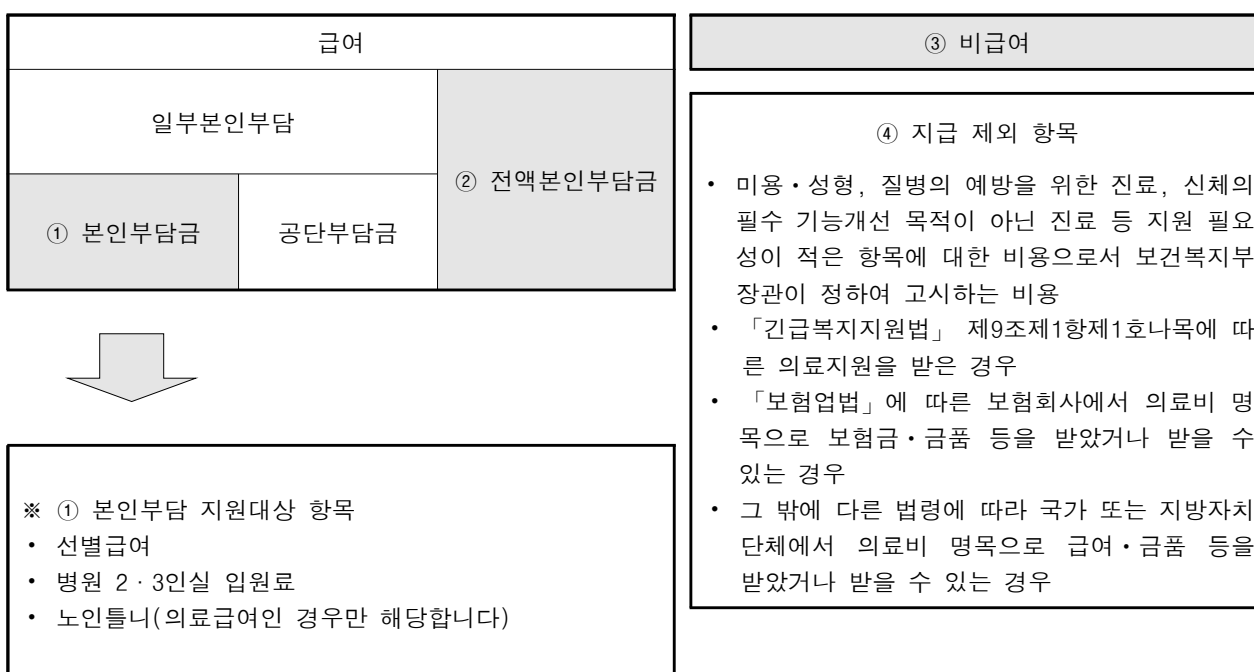 급여
일부본인부담
② 전액본인부담금
① 본인부담금
공단부담금
※ ① 본인부담 지원대상 항목
• 선별급여
• 병원 2·3인실 입원료
• 노인틀니(의료급여인 경우만 해당합니다)
③ 비급여
④ 지급 제외 항목
• 미용·성형, 질병의 예방을 위한 진료, 신체의
필수 기능개선 목적이 아닌 진료 등 지원 필요
성이 적은 항목에 대한 비용으로서 보건복지부
장관이 정하여 고시하는 비용
• 「긴급복지지원법」 제9조제1항제1호나목에 따
른 의료지원을 받은 경우
• 「보험업법」에 따른 보험회사에서 의료비 명
목으로 보험금·금품 등을 받았거나 받을 수
있는 경우
• 그 밖에 다른 법령에 따라 국가 또는 지방자치
단체에서 의료비 명목으로 급여·금품 등을
받았거나 받을 수 있는 경우